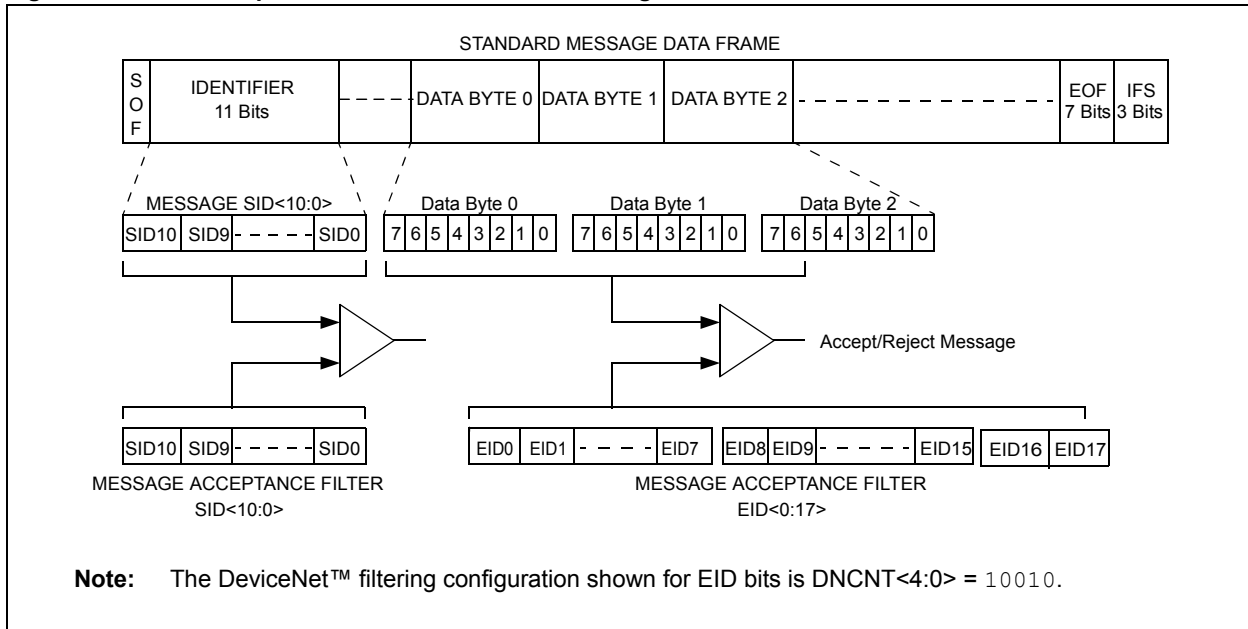 STANDARD MESSAGE DATA FRAME
SOF
IDENTIFIER
11 Bits
DATA BYTE 0
DATA BYTE 1
DATA BYTE 2
EOF
7 Bits
IFS
3 Bits
MESSAGE SID<10:0>
SID10 SID9 SID0
Data Byte 0
7 6 5 4 3 2 1 0
Data Byte 1
7 6 5 4 3 2 1 0
Data Byte 2
7 6 5 4 3 2 1 0
Accept/Reject Message
SID10 SID9 SID0
MESSAGE ACCEPTANCE FILTER
SID<10:0>
EID0 EID1 EID7
EID8 EID9 EID15
EID16 EID17
MESSAGE ACCEPTANCE FILTER
EID<0:17>
Note: The DeviceNet™ filtering configuration shown for EID bits is DNCNT<4:0> = 10010.